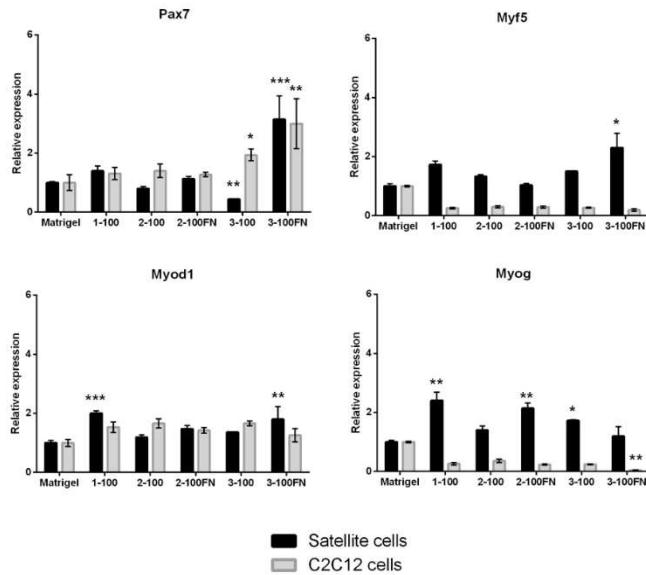 Pax7
Relative expression
6
4
2
0
***
**
*
**
Matrigel 1-100 2-100 2-100FN 3-100 3-100FN
Myf5
Relative expression
6
4
2
0
*
Matrigel 1-100 2-100 2-100FN 3-100 3-100FN
Myod1
Relative expression
6
4
2
0
***
**
Matrigel 1-100 2-100 2-100FN 3-100 3-100FN
Myog
Relative expression
6
4
2
0
**
**
*
**
Matrigel 1-100 2-100 2-100FN 3-100 3-100FN
Satellite cells
C2C12 cells